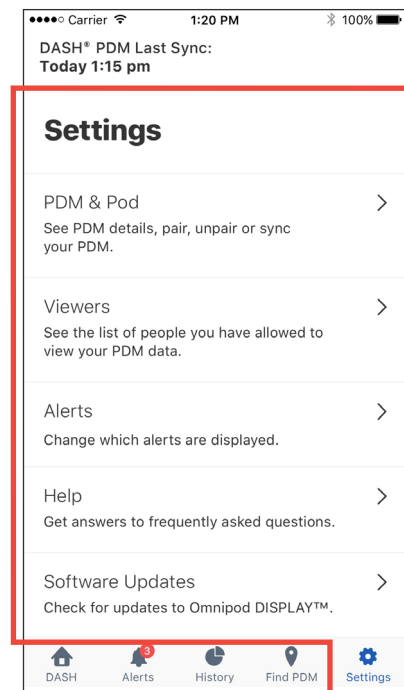 Carrier 1:20 PM 100%
DASH® PDM Last Sync:
Today 1:15 pm
Settings
PDM & Pod
See PDM details, pair, unpair or sync
your PDM.
Viewers
See the list of people you have allowed to
view your PDM data.
Alerts
Change which alerts are displayed.
Help
Get answers to frequently asked questions.
Software Updates
Check for updates to Omnipod DISPLAY™.
3
DASH Alerts History Find PDM Settings